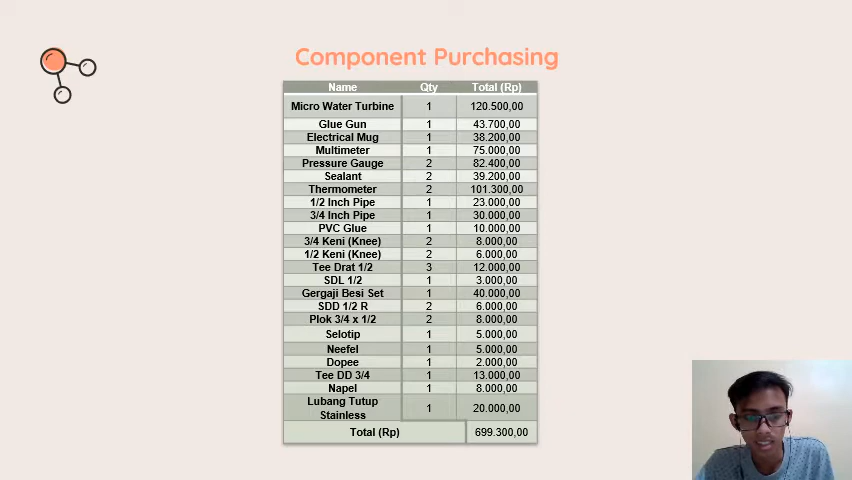 Component Purchasing
Name Qty Total (Rp)
Micro Water Turbine 1 120.500,00
Glue Gun 1 43.700,00
Electrical Mug 1 38.200,00
Multimeter 1 75.000,00
Pressure Gauge 2 82.400,00
Sealant 2 39.200,00
Thermometer 2 101.300,00
1/2 Inch Pipe 1 23.000,00
3/4 Inch Pipe 1 30.000,00
PVC Glue 1 10.000,00
3/4 Keni (Knee) 2 8.000,00
1/2 Keni (Knee) 2 6.000,00
Tee Drat 1/2 3 12.000,00
SDL 1/2 1 3.000,00
Gergaji Besi Set 1 40.000,00
SDD 1/2 R 2 6.000,00
Plok 3/4 x 1/2 2 8.000,00
Selotip 1 5.000,00
Neefel 1 5.000,00
Dopee 1 2.000,00
Tee DD 3/4 1 13.000,00
Napel 1 8.000,00
Lubang Tutup
Stainless 1 20.000,00
Total (Rp) 699.300,00